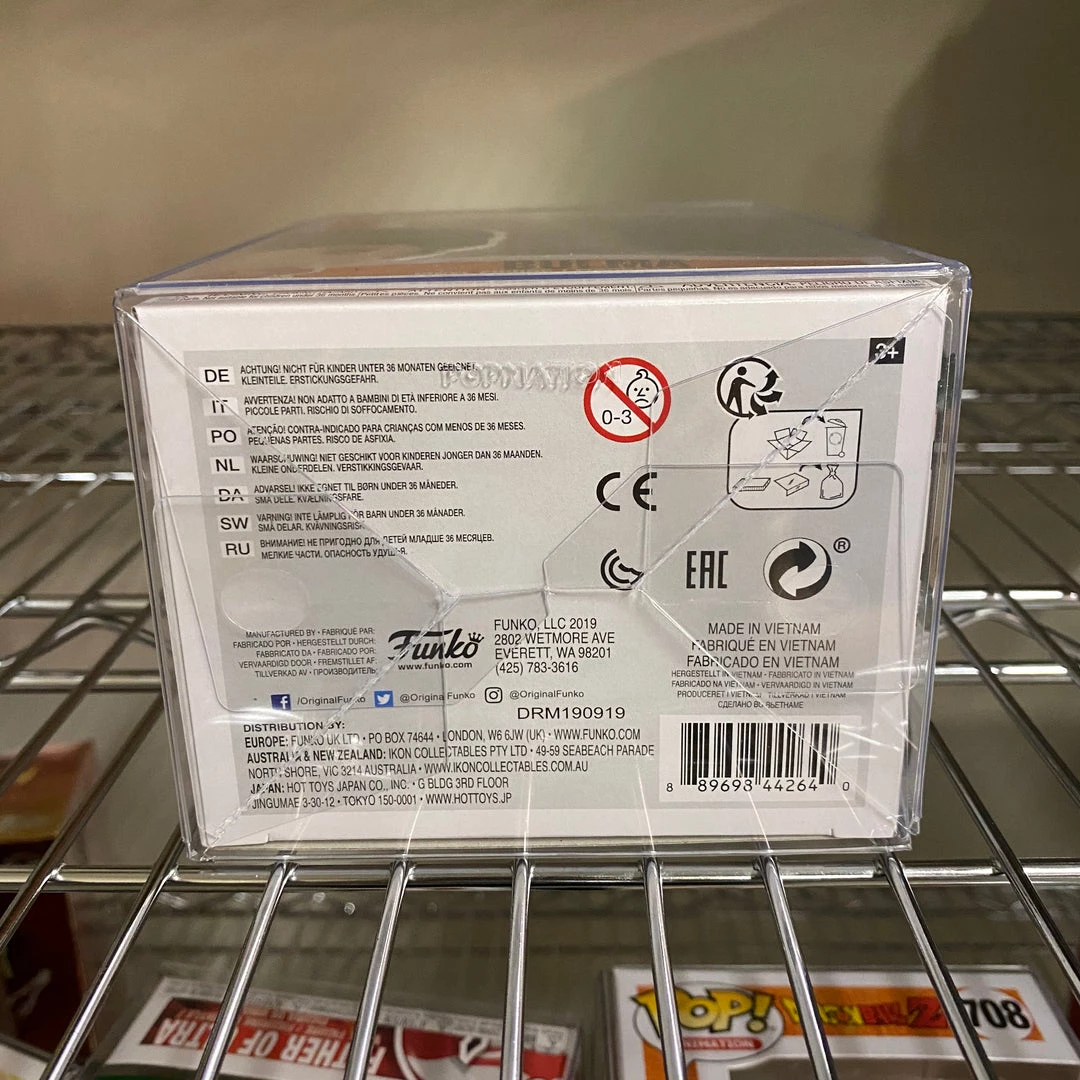 DE ACHTUNG! NICHT FÜR KINDER UNTER 36 MONATEN GEEIGNET.
KLEINTEILE. ERSTICKUNGSGEFAHR.
IT AVVERTENZA! NON ADATTO A BAMBINI DI ETÀ INFERIORE A 36 MESI.
PICCOLE PARTI. RISCHIO DI SOFFOCAMENTO.
PO ATENÇÃO! CONTRA-INDICADO PARA CRIANÇAS COM MENOS DE 36 MESES.
PEQUENAS PARTES. RISCO DE ASFIXIA.
NL WAARSCHUWING! NIET GESCHIKT VOOR KINDEREN JONGER DAN 36 MAANDEN.
KLEINE ONDERDELEN. VERSTIKKINGSGEVAAR.
DA ADVARSEL! IKKE EGNET TIL BØRN UNDER 36 MÅNEDER.
SMÅ DELE. KVÆLNINGSFARE.
SW VARNING! INTE LÄMPLIG FÖR BARN UNDER 36 MÅNADER.
SMÅ DELAR. KVÄVNINGSRISK.
RU ВНИМАНИЕ! НЕ ПРИГОДНО ДЛЯ ДЕТЕЙ МЛАДШЕ 36 МЕСЯЦЕВ.
МЕЛКИЕ ЧАСТИ. ОПАСНОСТЬ УДУШЬЯ.
POPNATION
0-3
3+
CE
EAC
®
MANUFACTURED BY • FABRIQUÉ PAR:
FABRICADO POR • HERGESTELLT DURCH:
FABBRICATO DA • FABRICADO POR:
VERVAARDIGD DOOR • FREMSTILLET AF:
TILLVERKAD AV • ПРОИЗВОДИТЕЛЬ:
Funko
www.funko.com
FUNKO, LLC 2019
2802 WETMORE AVE
EVERETT, WA 98201
(425) 783-3616
MADE IN VIETNAM
FABRIQUÉ EN VIETNAM
FABRICADO EN VIETNAM
HERGESTELLT IN VIETNAM • FABBRICATO IN VIETNAM
FABRICADO NA VIETNAM • VERVAARDIGD IN VIETNAM
PRODUCERET I VIETNAM • TILLVERKAD I VIETNAM
СДЕЛАНО ВО ВЬЕТНАМЕ
/OriginalFunko @OriginalFunko @OriginalFunko
DRM190919
DISTRIBUTION BY:
EUROPE: FUNKO UK LTD • PO BOX 74644 • LONDON, W6 6JW (UK) • WWW.FUNKO.COM
AUSTRALIA & NEW ZEALAND: IKON COLLECTABLES PTY LTD • 49-59 SEABEACH PARADE
NORTH SHORE, VIC 3214 AUSTRALIA • WWW.IKONCOLLECTABLES.COM.AU
JAPAN: HOT TOYS JAPAN CO., INC. • G BLDG 3RD FLOOR
JINGUMAE 3-30-12 • TOKYO 150-0001 • WWW.HOTTOYS.JP
8 89698 44264 0
POP!
708